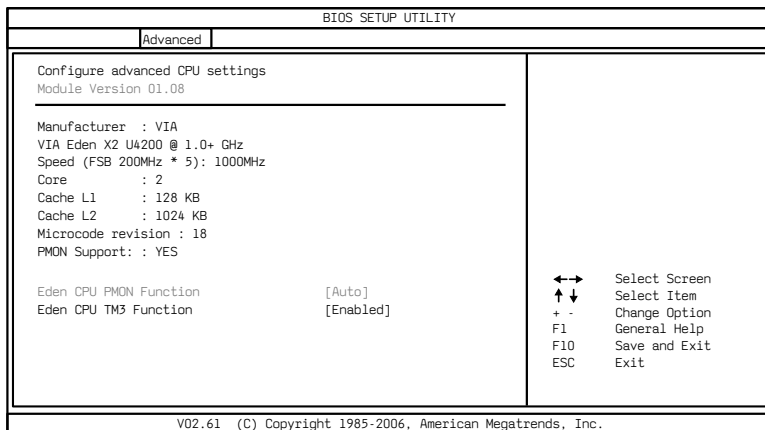 BIOS SETUP UTILITY
Advanced
Configure advanced CPU settings
Module Version 01.08
Manufacturer : VIA
VIA Eden X2 U4200 @ 1.0+ GHz
Speed (FSB 200MHz * 5): 1000MHz
Core : 2
Cache L1 : 128 KB
Cache L2 : 1024 KB
Microcode revision : 18
PMON Support: : YES
Eden CPU PMON Function [Auto]
Eden CPU TM3 Function [Enabled]
←→ Select Screen
↑↓ Select Item
+ - Change Option
F1 General Help
F10 Save and Exit
ESC Exit
V02.61 (C) Copyright 1985-2006, American Megatrends, Inc.